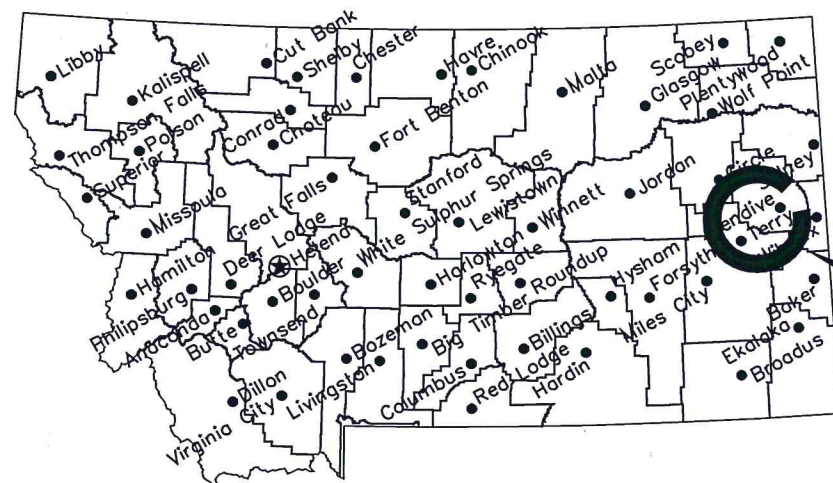 Libby
Kalispell
Cut Bank
Shelby
Chester
Havre
Chinook
Malta
Scobey
Glasgow
Plentywood
Wolf Point
Thompson Falls
Polson
Superior
Conrad
Choteau
Fort Benton
Great Falls
Stanford
Lewistown
Winnett
Jordan
Circle
Missoula
Deer Lodge
Helena
Boulder
White Sulphur Springs
Harlowton
Ryegate
Roundup
Hysham
Forsyth
Miles City
Terry
Hamilton
Philipsburg
Anaconda
Butte
Townsend
Bozeman
Big Timber
Billings
Baker
Ekalaka
Broadus
Dillon
Virginia City
Livingston
Columbus
Red Lodge
Hardin